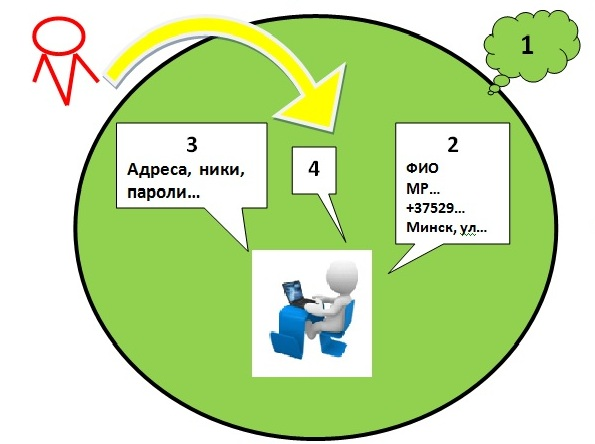 1
3
Адреса, ники,
пароли...
4
2
ФИО
МР...
+37529...
Минск, ул...